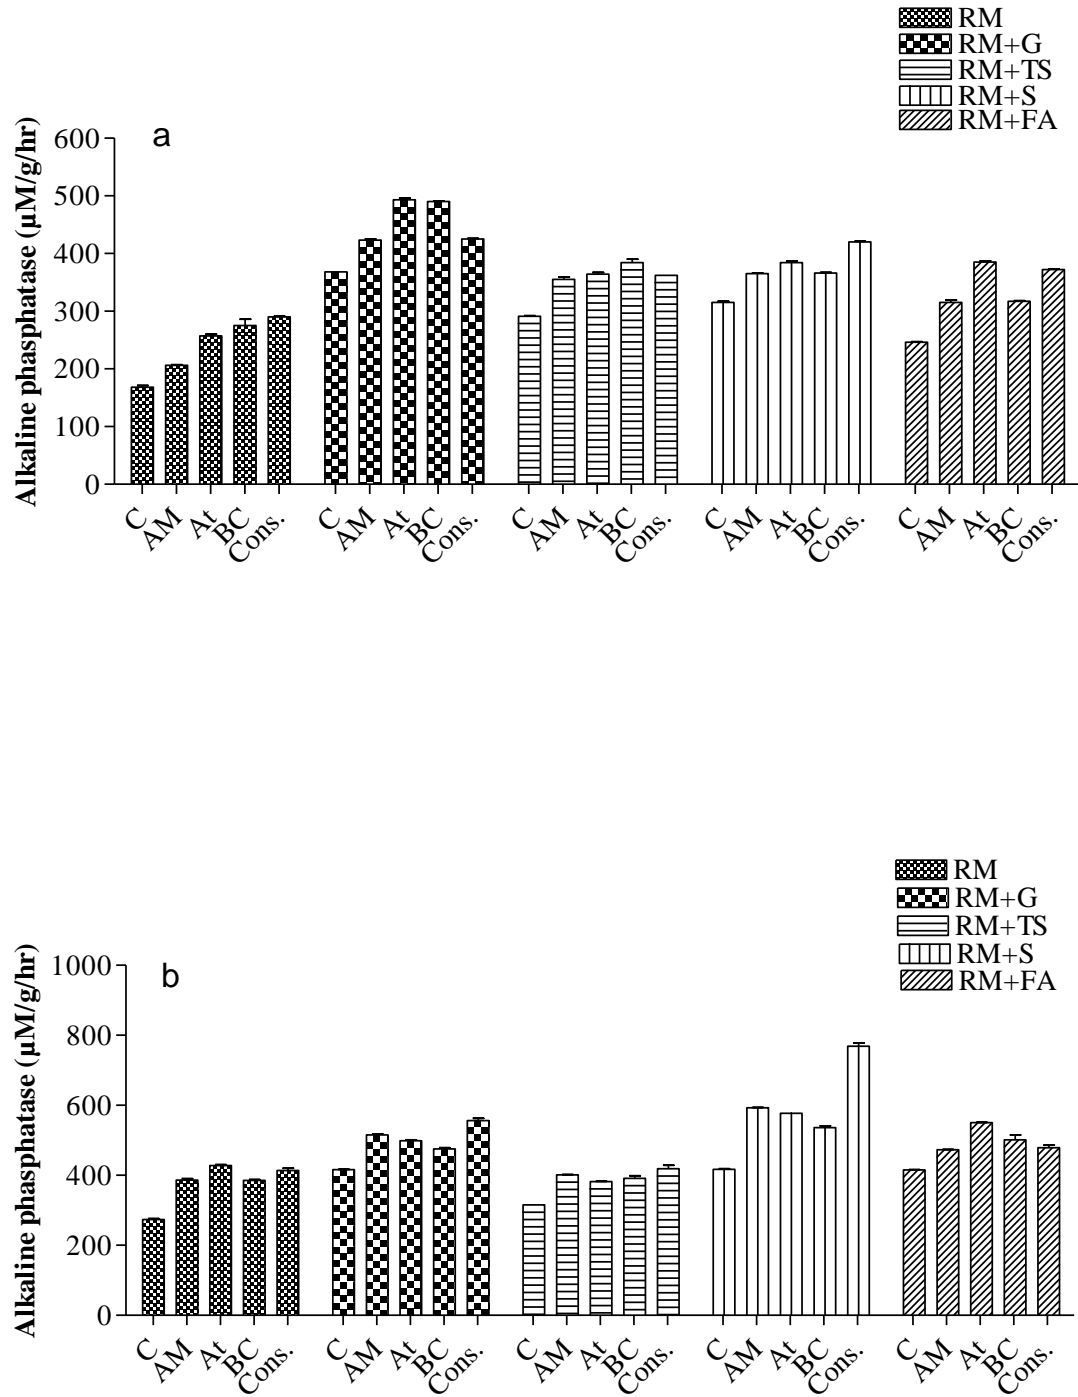 RM
RM+G
RM+TS
RM+S
RM+FA
a
Alkaline phasphatase (µM/g/hr)
600
500
400
300
200
100
0
C AM At BC Cons. C AM At BC Cons. C AM At BC Cons. C AM At BC Cons. C AM At BC Cons.
RM
RM+G
RM+TS
RM+S
RM+FA
b
Alkaline phasphatase (µM/g/hr)
1000
800
600
400
200
0
C AM At BC Cons. C AM At BC Cons. C AM At BC Cons. C AM At BC Cons. C AM At BC Cons.